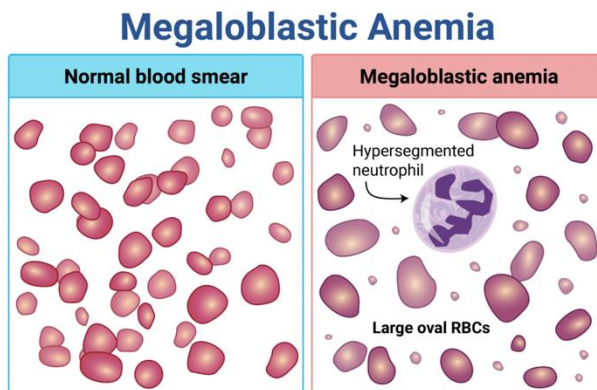 Megaloblastic Anemia
Normal blood smear
Megaloblastic anemia
Hypersegmented
neutrophil
Large oval RBCs